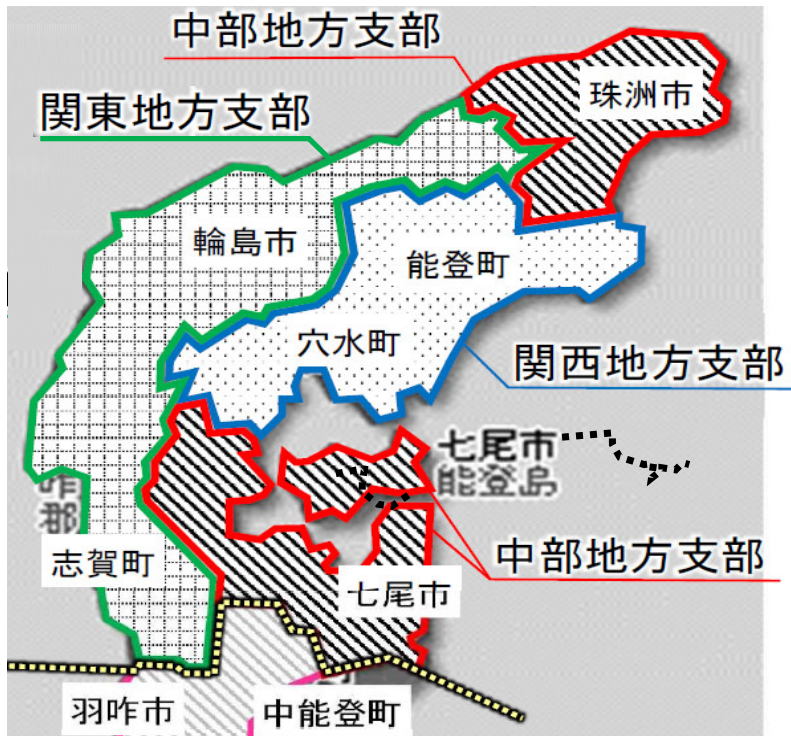 中部地方支部
珠洲市
関東地方支部
輪島市
能登町
穴水町
関西地方支部
七尾市
能登島
咋
郡
志賀町
中部地方支部
七尾市
羽咋市
中能登町